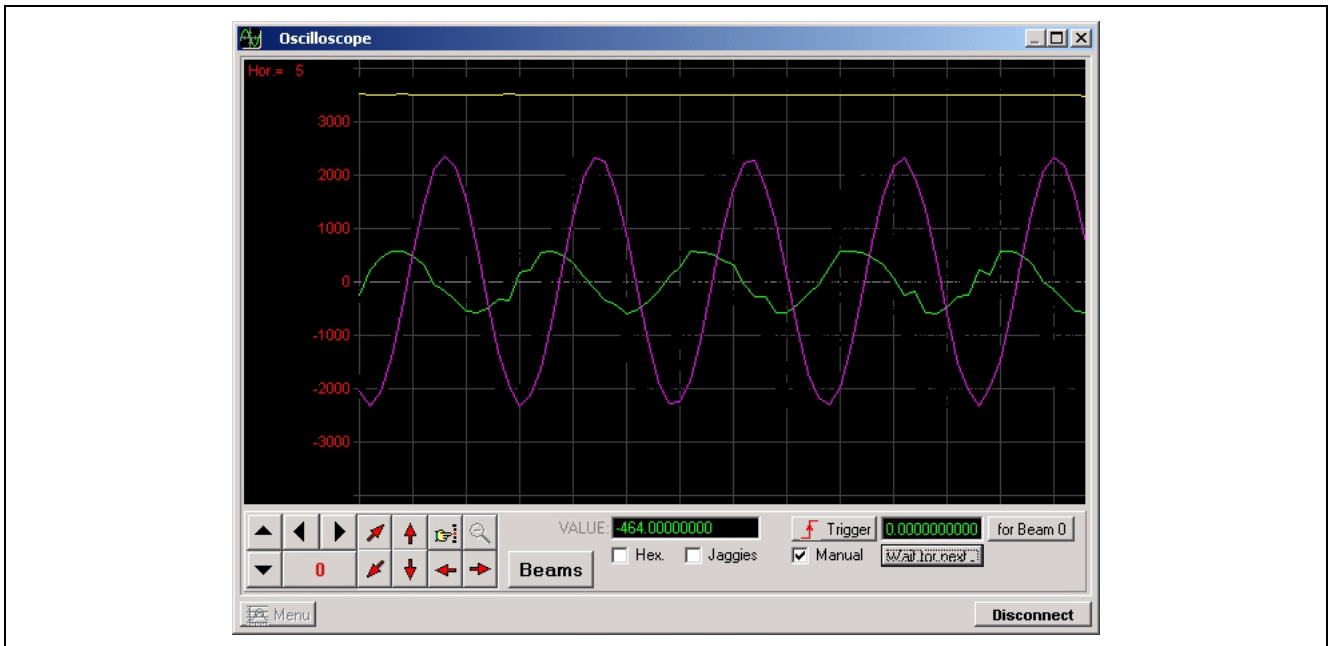 Oscilloscope
Hor.= 5
3000
2000
1000
0
-1000
-2000
-3000
VALUE: -464.00000000 Trigger 0.0000000000 for Beam 0
0 Beams Hex. Jaggies Manual Wait for next...
Menu Disconnect